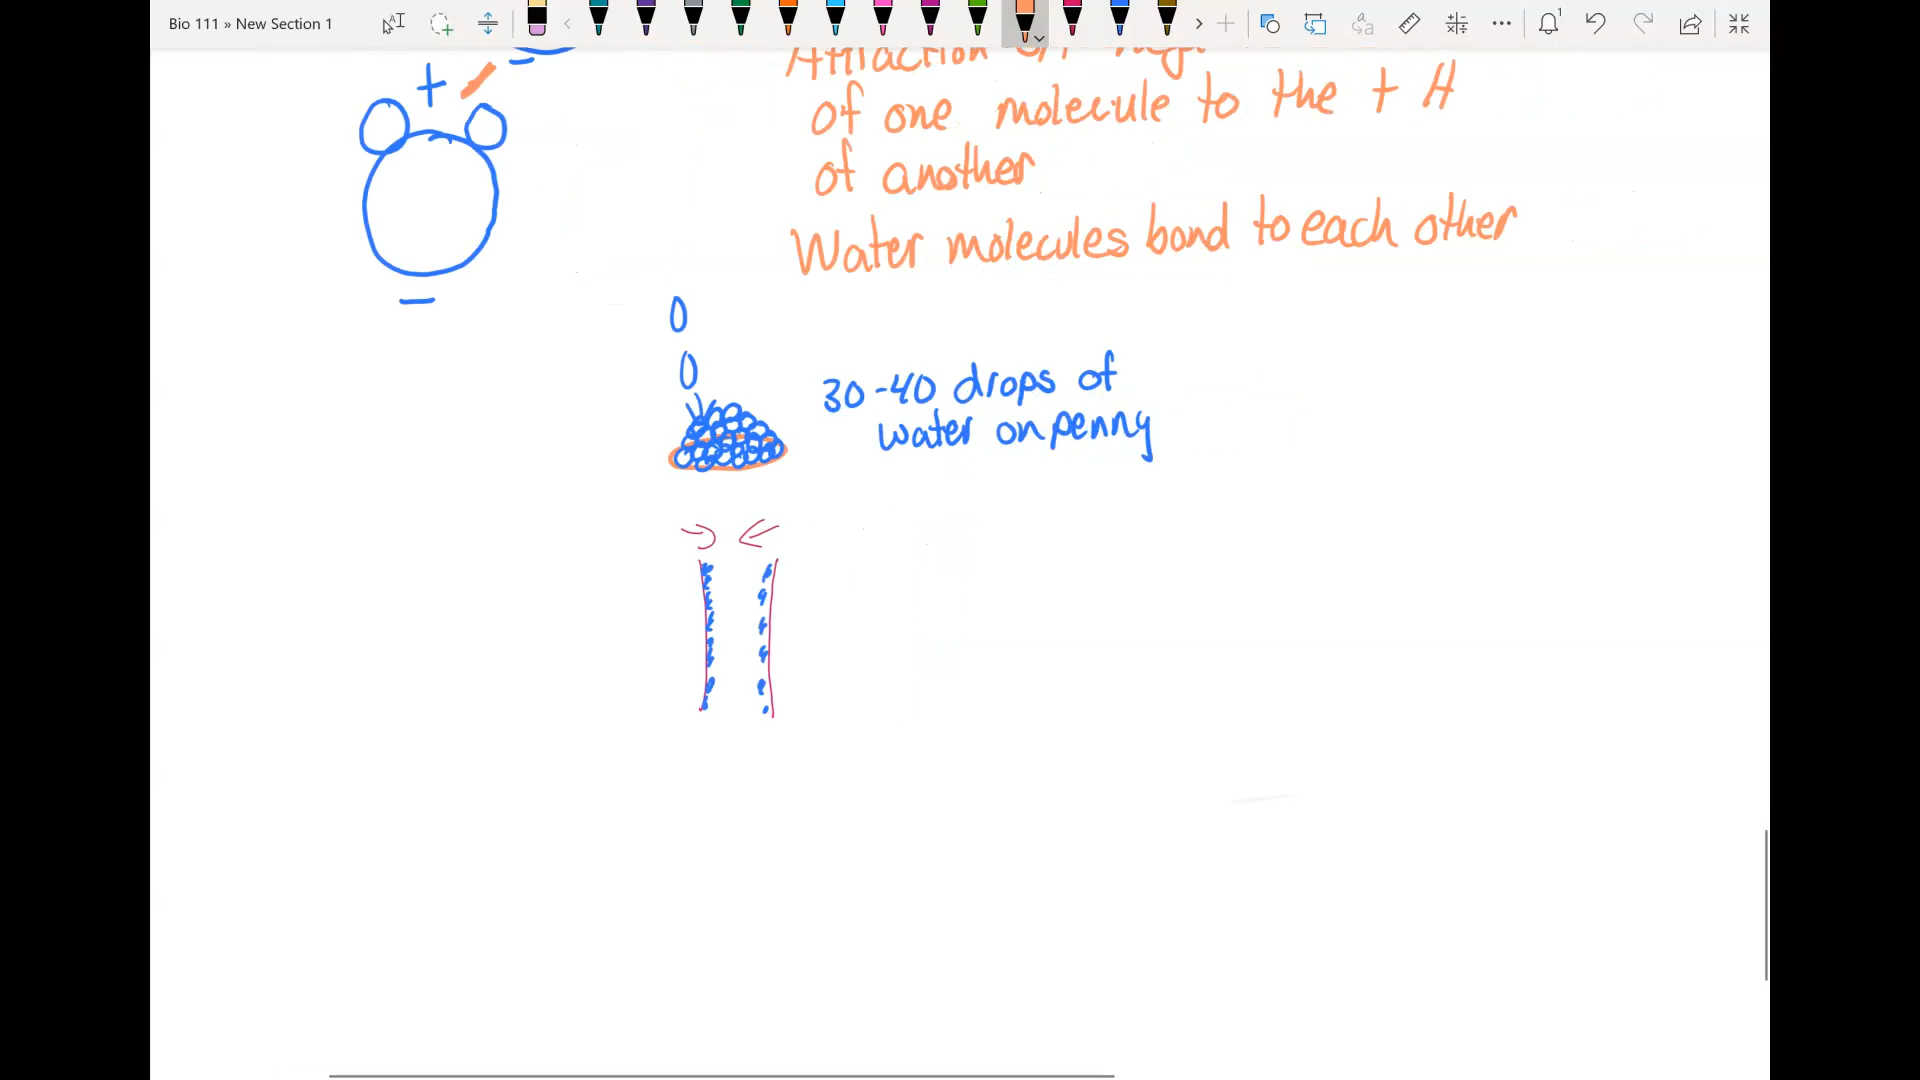 Bio 111 » New Section 1
+
Attraction
of one molecule to the + H
of another
Water molecules bond to each other
30-40 drops of
water on penny